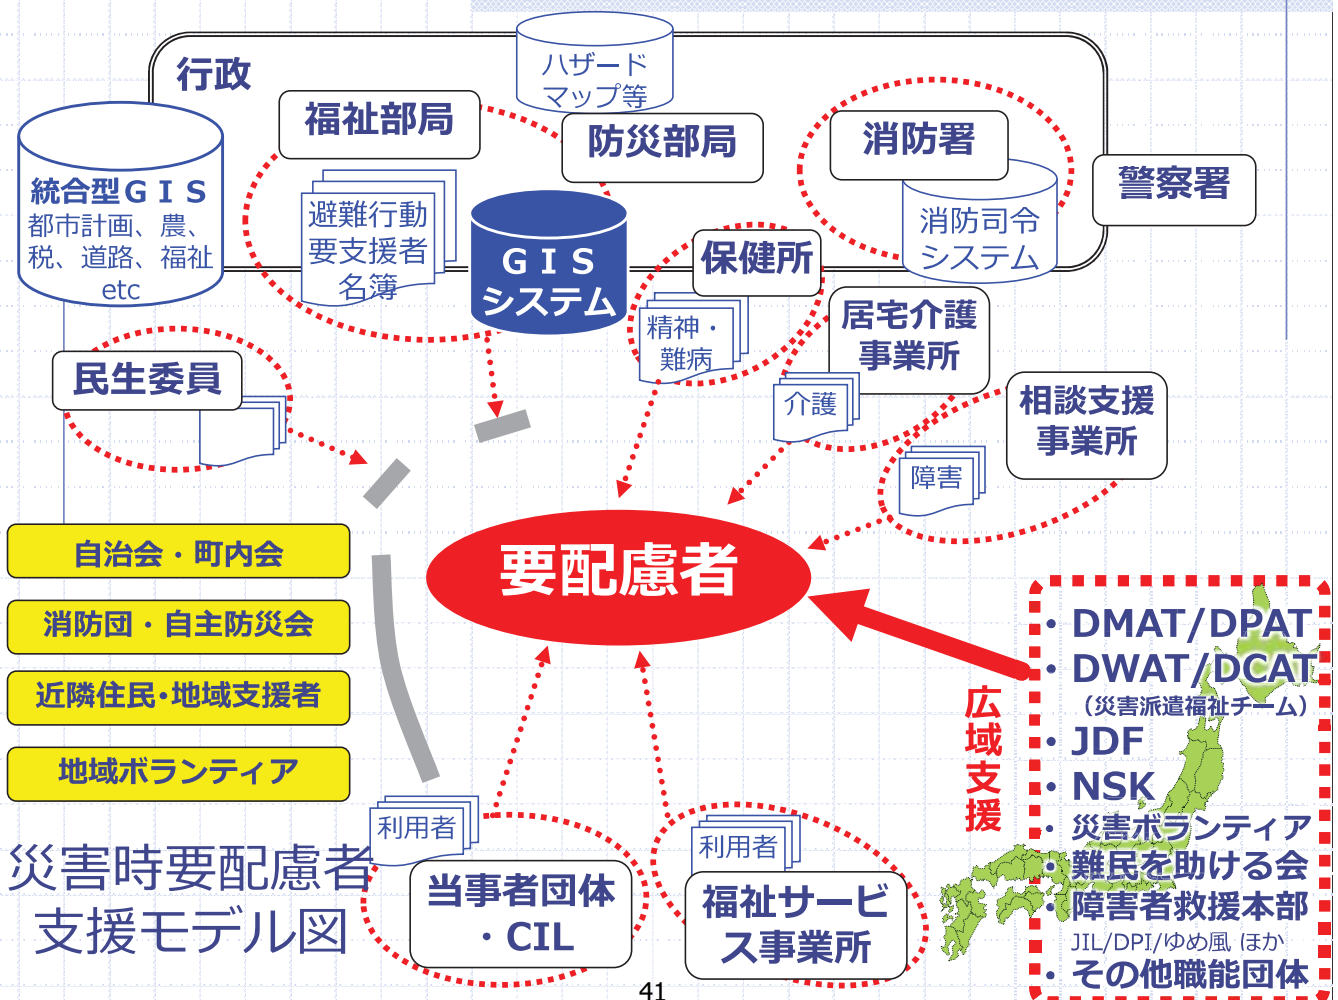 行政
ハザード
マップ等
福祉部局
防災部局
消防署
警察署
統合型ＧＩＳ
都市計画、農、
税、道路、福祉
etc
避難行動
要支援者
名簿
ＧＩＳ
システム
保健所
消防司令
システム
精神・
難病
居宅介護
事業所
介護
相談支援
事業所
障害
民生委員
自治会・町内会
消防団・自主防災会
近隣住民・地域支援者
地域ボランティア
要配慮者
広域支援
・DMAT/DPAT
・DWAT/DCAT
（災害派遣福祉チーム）
・JDF
・NSK
・災害ボランティア
・難民を助ける会
・障害者救援本部
JIL/DPI/ゆめ風 ほか
・その他職能団体
利用者
当事者団体
・CIL
利用者
福祉サービ
ス事業所
災害時要配慮者
支援モデル図
41